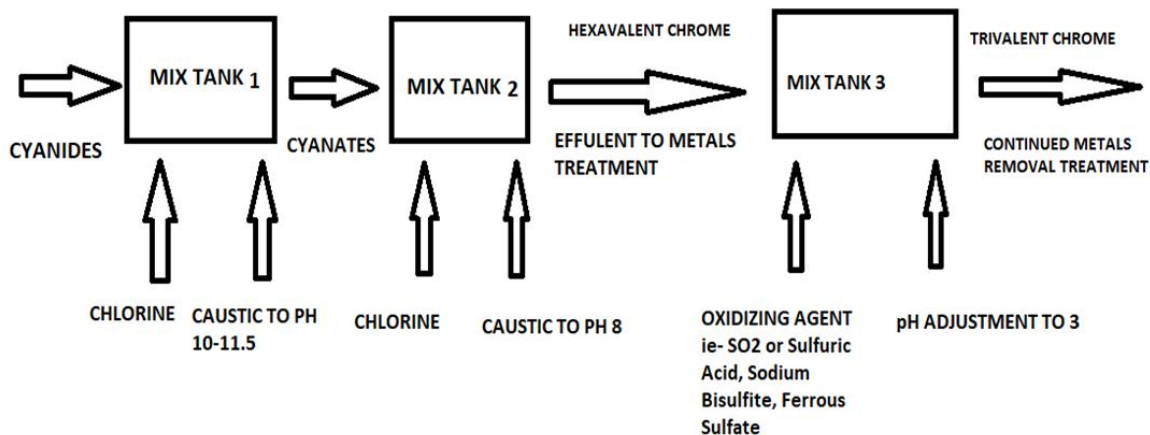 HEXAVALENT CHROME
TRIVALENT CHROME
MIX TANK 1
MIX TANK 2
MIX TANK 3
CYANIDES
CYANATES
EFFULENT TO METALS
TREATMENT
CONTINUED METALS
REMOVAL TREATMENT
CHLORINE
CAUSTIC TO PH
10-11.5
CHLORINE
CAUSTIC TO PH 8
OXIDIZING AGENT
ie- SO2 or Sulfuric
Acid, Sodium
Bisulfite, Ferrous
Sulfate
pH ADJUSTMENT TO 3